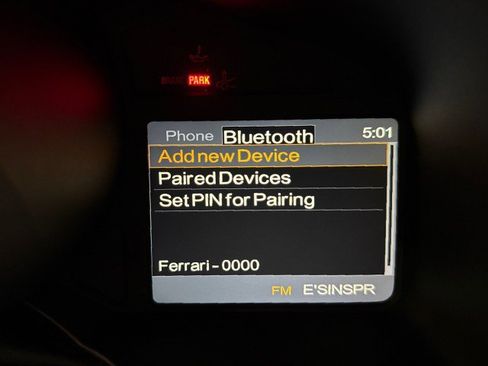 PARK
Phone Bluetooth 5:01
Add new Device
Paired Devices
Set PIN for Pairing
Ferrari - 0000
FM E'SINSPR